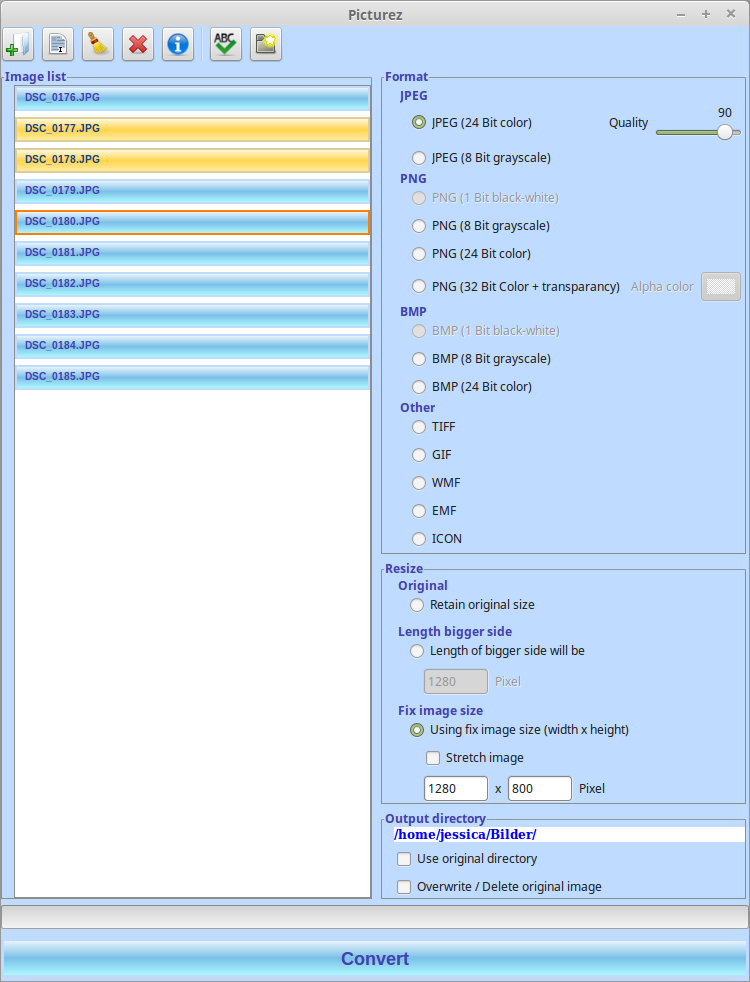 Picturez
ABC
Image list
DSC_0176.JPG
DSC_0177.JPG
DSC_0178.JPG
DSC_0179.JPG
DSC_0180.JPG
DSC_0181.JPG
DSC_0182.JPG
DSC_0183.JPG
DSC_0184.JPG
DSC_0185.JPG
Format
JPEG
JPEG (24 Bit color) Quality 90
JPEG (8 Bit grayscale)
PNG
PNG (1 Bit black-white)
PNG (8 Bit grayscale)
PNG (24 Bit color)
PNG (32 Bit Color + transparancy) Alpha color
BMP
BMP (1 Bit black-white)
BMP (8 Bit grayscale)
BMP (24 Bit color)
Other
TIFF
GIF
WMF
EMF
ICON
Resize
Original
Retain original size
Length bigger side
Length of bigger side will be
1280 Pixel
Fix image size
Using fix image size (width x height)
Stretch image
1280 x 800 Pixel
Output directory
/home/jessica/Bilder/
Use original directory
Overwrite / Delete original image
Convert